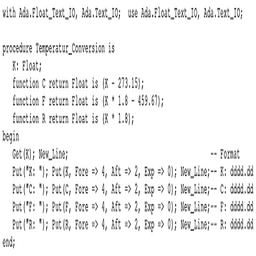 with Ada.Float_Text_IO, Ada.Text_IO;  use Ada.Float_Text_IO, Ada.Text_IO;

procedure Temperatur_Conversion is
   K: Float;
   function C return Float is (K - 273.15);
   function F return Float is (K * 1.8 - 459.67);
   function R return Float is (K * 1.8);
begin
   Get(K); New_Line;                                           -- Format
   Put("K: "); Put(K, Fore => 4, Aft => 2, Exp => 0); New_Line;-- K: dddd.dd
   Put("C: "); Put(C, Fore => 4, Aft => 2, Exp => 0); New_Line;-- C: dddd.dd
   Put("F: "); Put(F, Fore => 4, Aft => 2, Exp => 0); New_Line;-- F: dddd.dd
   Put("R: "); Put(R, Fore => 4, Aft => 2, Exp => 0); New_Line;-- R: dddd.dd
end;